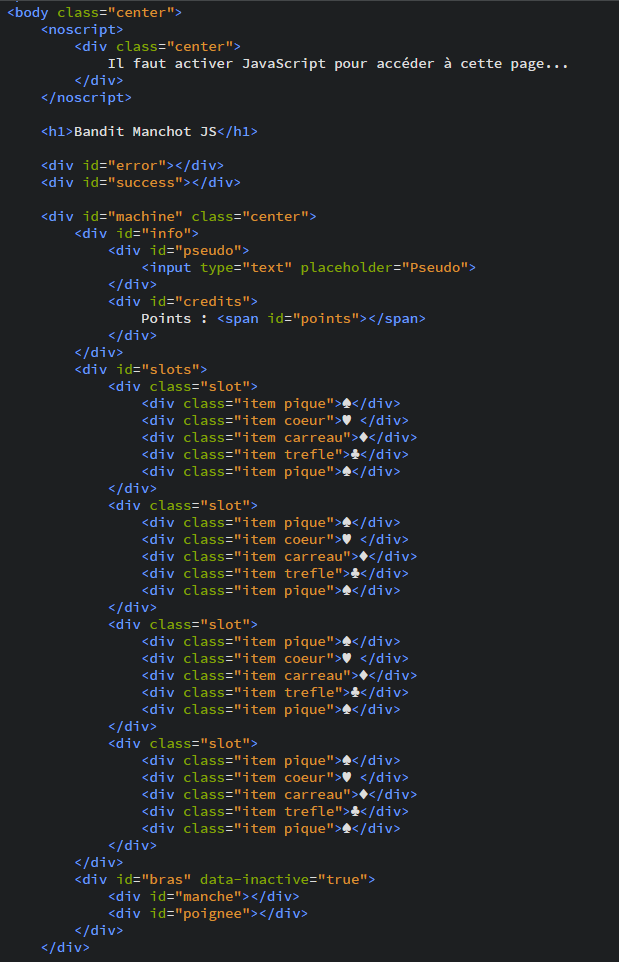 <body class="center">
    <noscript>
        <div class="center">
            Il faut activer JavaScript pour accéder à cette page...
        </div>
    </noscript>

    <h1>Bandit Manchot JS</h1>

    <div id="error"></div>
    <div id="success"></div>

    <div id="machine" class="center">
        <div id="info">
            <div id="pseudo">
                <input type="text" placeholder="Pseudo">
            </div>
            <div id="credits">
                Points : <span id="points"></span>
            </div>
        </div>
        <div id="slots">
            <div class="slot">
                <div class="item pique">♠</div>
                <div class="item coeur">♥ </div>
                <div class="item carreau">♦</div>
                <div class="item trefle">♣</div>
                <div class="item pique">♠</div>
            </div>
            <div class="slot">
                <div class="item pique">♠</div>
                <div class="item coeur">♥ </div>
                <div class="item carreau">♦</div>
                <div class="item trefle">♣</div>
                <div class="item pique">♠</div>
            </div>
            <div class="slot">
                <div class="item pique">♠</div>
                <div class="item coeur">♥ </div>
                <div class="item carreau">♦</div>
                <div class="item trefle">♣</div>
                <div class="item pique">♠</div>
            </div>
            <div class="slot">
                <div class="item pique">♠</div>
                <div class="item coeur">♥ </div>
                <div class="item carreau">♦</div>
                <div class="item trefle">♣</div>
                <div class="item pique">♠</div>
            </div>
        </div>
        <div id="bras" data-inactive="true">
            <div id="manche"></div>
            <div id="poignee"></div>
        </div>
    </div>